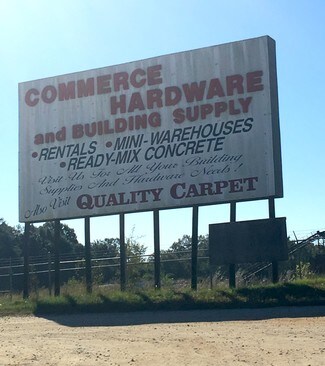 COMMERCE
HARDWARE
and BUILDING SUPPLY
•RENTALS •MINI-WAREHOUSES
•READY-MIX CONCRETE
Visit Us For All Your Building
Supplies And Hardware Needs!
Also Visit QUALITY CARPET